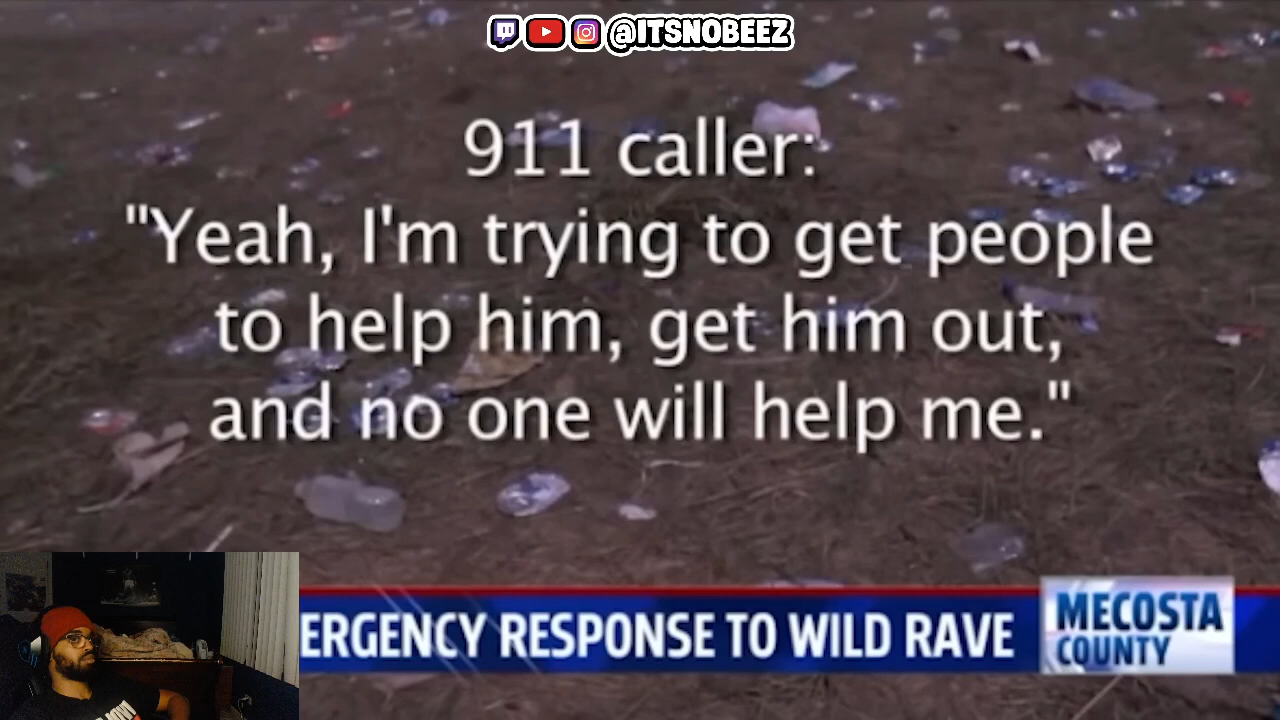 @ITSNOBEEZ
911 caller:
"Yeah, I'm trying to get people
to help him, get him out,
and no one will help me."
ERGENCY RESPONSE TO WILD RAVE
MECOSTA
COUNTY